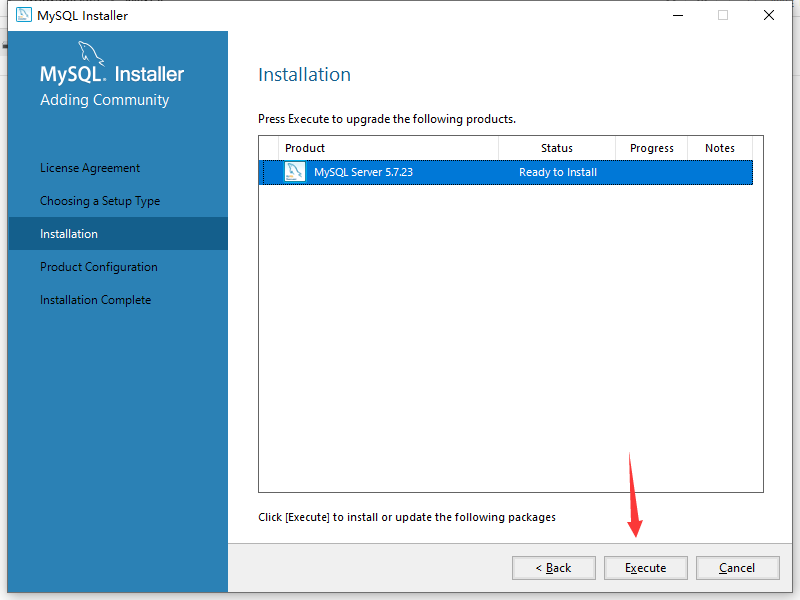 MySQL Installer
MySQL. Installer
Adding Community
License Agreement
Choosing a Setup Type
Installation
Product Configuration
Installation Complete
Installation
Press Execute to upgrade the following products.
Product Status Progress Notes
MySQL Server 5.7.23 Ready to Install
Click [Execute] to install or update the following packages
< Back Execute Cancel